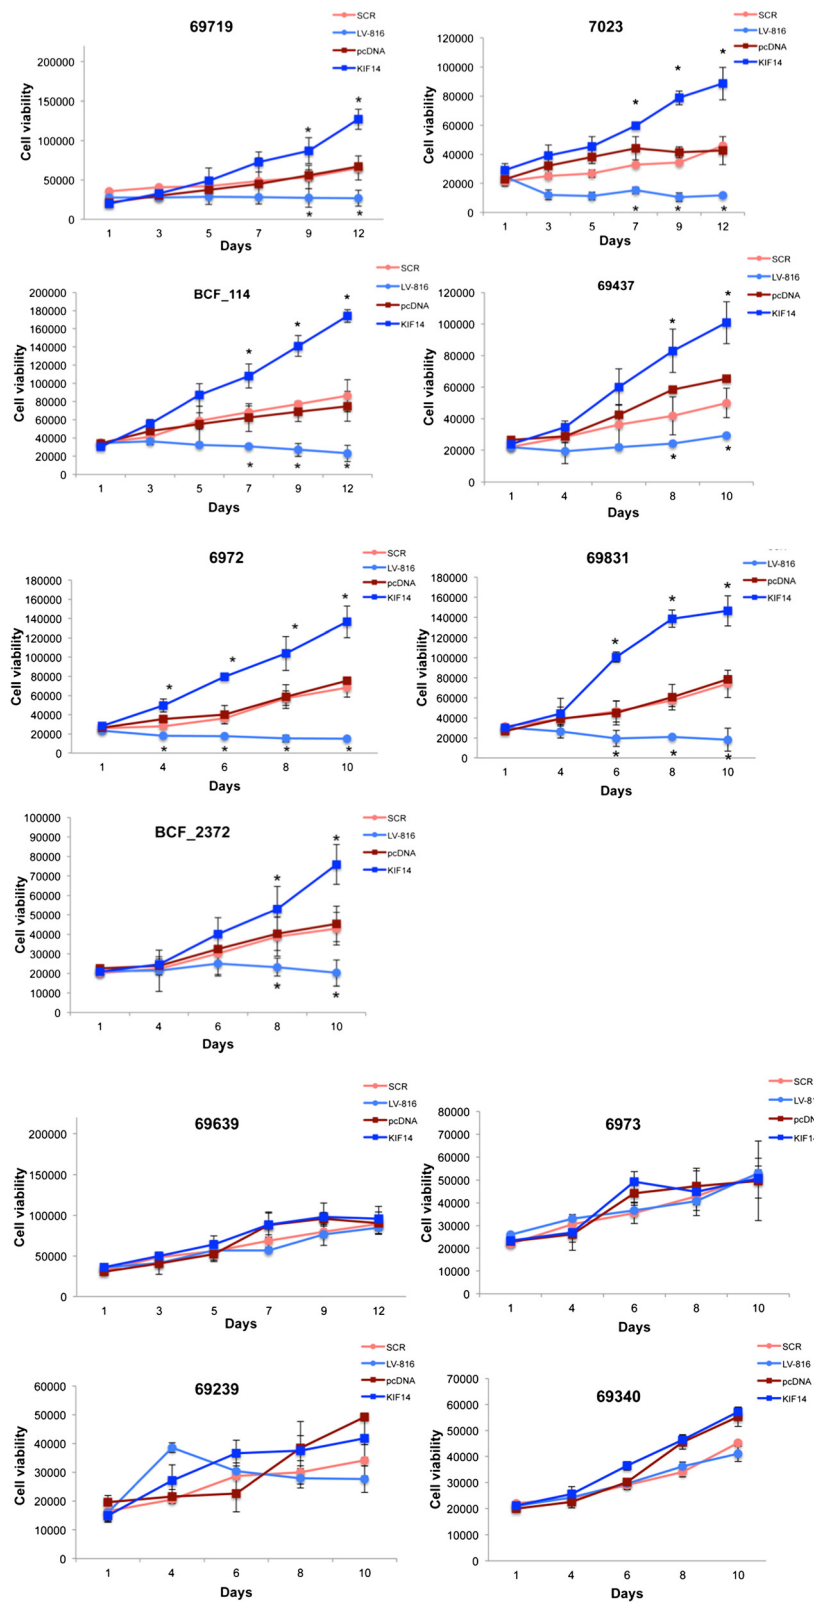 69719
SCR
LV-816
pcDNA
KIF14
200000
150000
100000
50000
0
Cell viability
*
*
*
*
1 3 5 7 9 12
Days
7023
SCR
LV-816
pcDNA
KIF14
120000
100000
80000
60000
40000
20000
0
Cell viability
*
*
*
* * *
1 3 5 7 9 12
Days
BCF_114
SCR
LV-816
pcDNA
KIF14
200000
180000
160000
140000
120000
100000
80000
60000
40000
20000
0
Cell viability
*
*
*
* * *
1 3 5 7 9 12
Days
69437
SCR
LV-816
pcDNA
KIF14
120000
100000
80000
60000
40000
20000
0
Cell viability
*
*
*
*
1 4 6 8 10
Days
6972
SCR
LV-816
pcDNA
KIF14
180000
160000
140000
120000
100000
80000
60000
40000
20000
0
Cell viability
*
*
*
*
* * * *
1 4 6 8 10
Days
69831
LV-816
pcDNA
KIF14
180000
160000
140000
120000
100000
80000
60000
40000
20000
0
Cell viability
*
*
*
* * *
1 4 6 8 10
Days
BCF_2372
SCR
LV-816
pcDNA
KIF14
100000
90000
80000
70000
60000
50000
40000
30000
20000
10000
0
Cell viability
*
*
*
*
1 4 6 8 10
Days
69639
SCR
LV-816
pcDNA
KIF14
200000
150000
100000
50000
0
Cell viability
1 3 5 7 9 12
Days
6973
SCR
LV-81
pcDN
KIF14
80000
70000
60000
50000
40000
30000
20000
10000
0
Cell viability
1 4 6 8 10
Days
69239
SCR
LV-816
pcDNA
KIF14
60000
50000
40000
30000
20000
10000
0
Cell viability
1 4 6 8 10
Days
69340
SCR
LV-816
pcDNA
KIF14
70000
60000
50000
40000
30000
20000
10000
0
Cell viability
1 4 6 8 10
Days